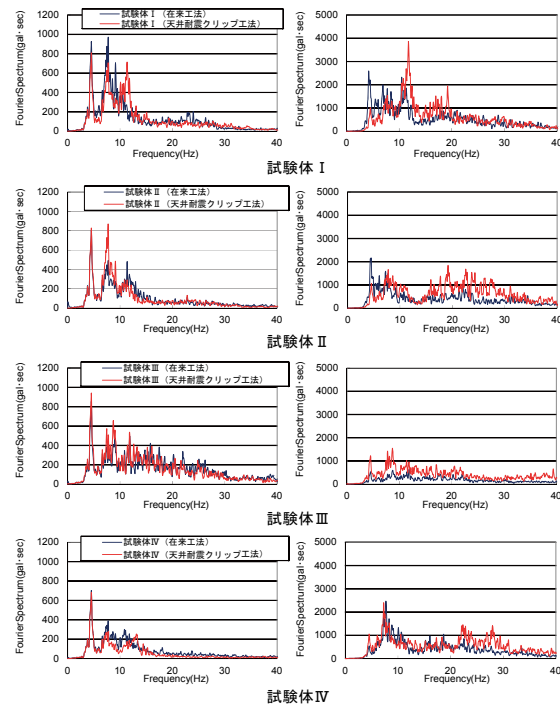 試験体Ⅰ（在来工法）
試験体Ⅰ（天井耐震クリップ工法）
FourierSpectrum(gal･sec)
1200
1000
800
600
400
200
0
0 10 20 30 40
Frequency(Hz)
FourierSpectrum(gal･sec)
5000
4000
3000
2000
1000
0
0 10 20 30 40
Frequency(Hz)
試験体Ⅰ
試験体Ⅱ（在来工法）
試験体Ⅱ（天井耐震クリップ工法）
FourierSpectrum(gal･sec)
1200
1000
800
600
400
200
0
0 10 20 30 40
Frequency(Hz)
FourierSpectrum(gal･sec)
5000
4000
3000
2000
1000
0
0 10 20 30 40
Frequency(Hz)
試験体Ⅱ
試験体Ⅲ（在来工法）
試験体Ⅲ（天井耐震クリップ工法）
FourierSpectrum(gal･sec)
1200
1000
800
600
400
200
0
0 10 20 30 40
Frequency(Hz)
FourierSpectrum(gal･sec)
5000
4000
3000
2000
1000
0
0 10 20 30 40
Frequency(Hz)
試験体Ⅲ
試験体Ⅳ（在来工法）
試験体Ⅳ（天井耐震クリップ工法）
FourierSpectrum(gal･sec)
1200
1000
800
600
400
200
0
0 10 20 30 40
Frequency(Hz)
FourierSpectrum(gal･sec)
5000
4000
3000
2000
1000
0
0 10 20 30 40
Frequency(Hz)
試験体Ⅳ